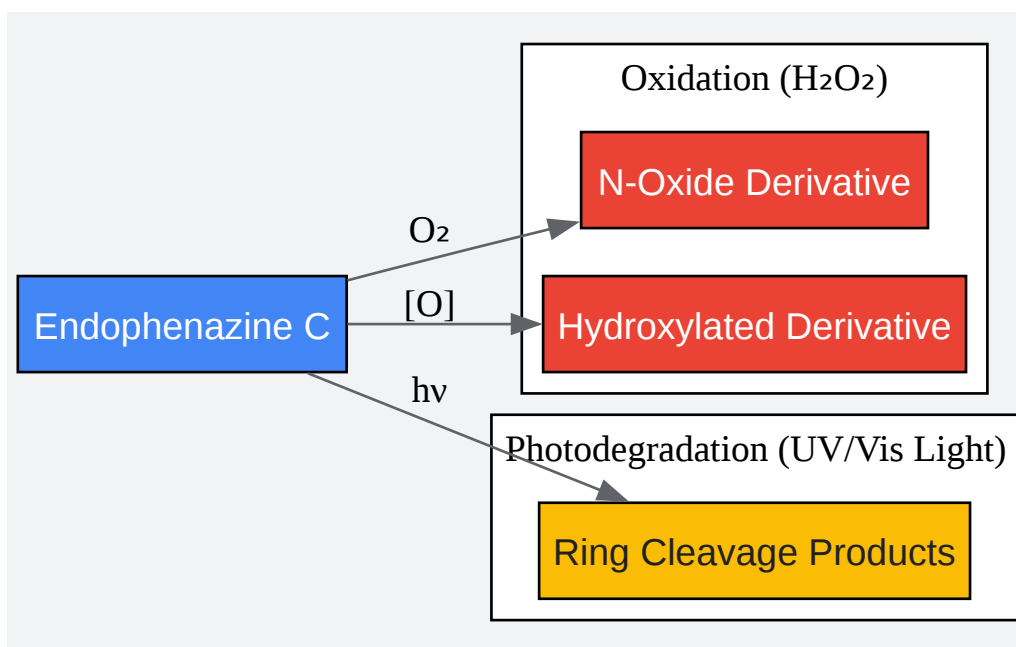 Oxidation (H₂O₂)
N-Oxide Derivative
O₂
[O]
Endophenazine C
Hydroxylated Derivative
hν
Photodegradation (UV/Vis Light)
Ring Cleavage Products